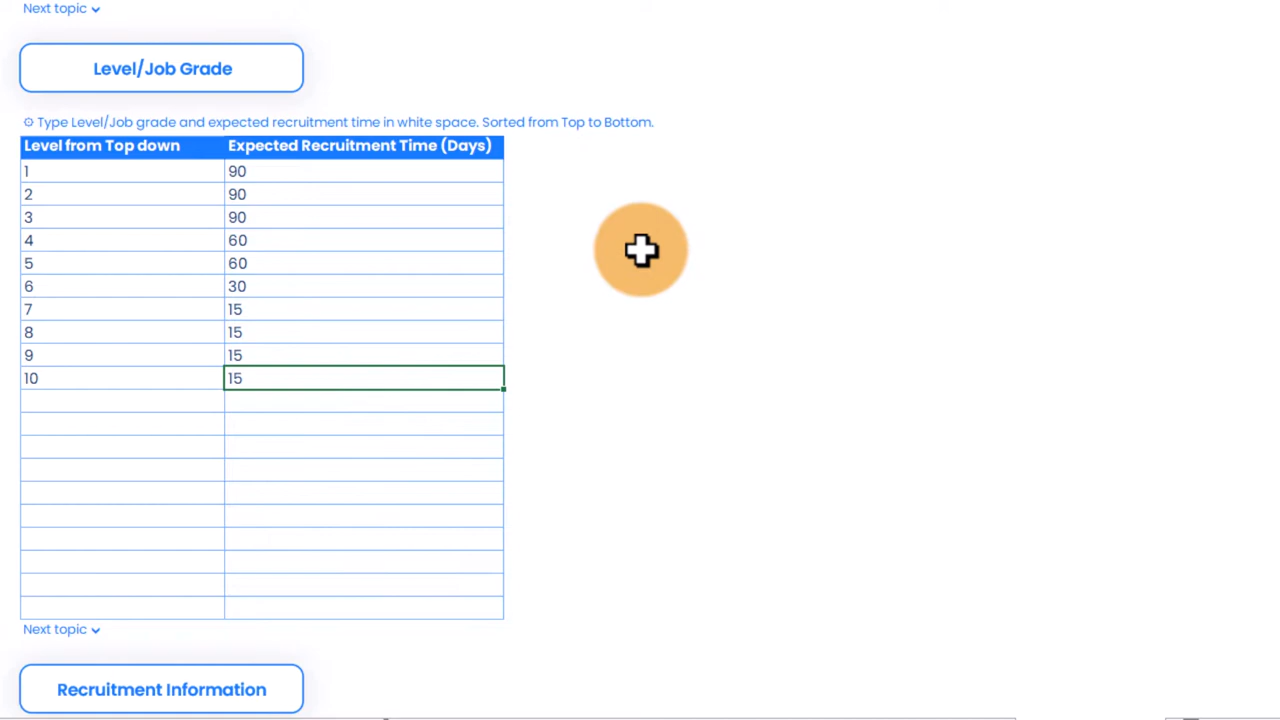 Next topic
Level/Job Grade
Type Level/Job grade and expected recruitment time in white space. Sorted from Top to Bottom.
Level from Top down Expected Recruitment Time (Days)
1 90
2 90
3 90
4 60
5 60
6 30
7 15
8 15
9 15
10 15
Next topic
Recruitment Information